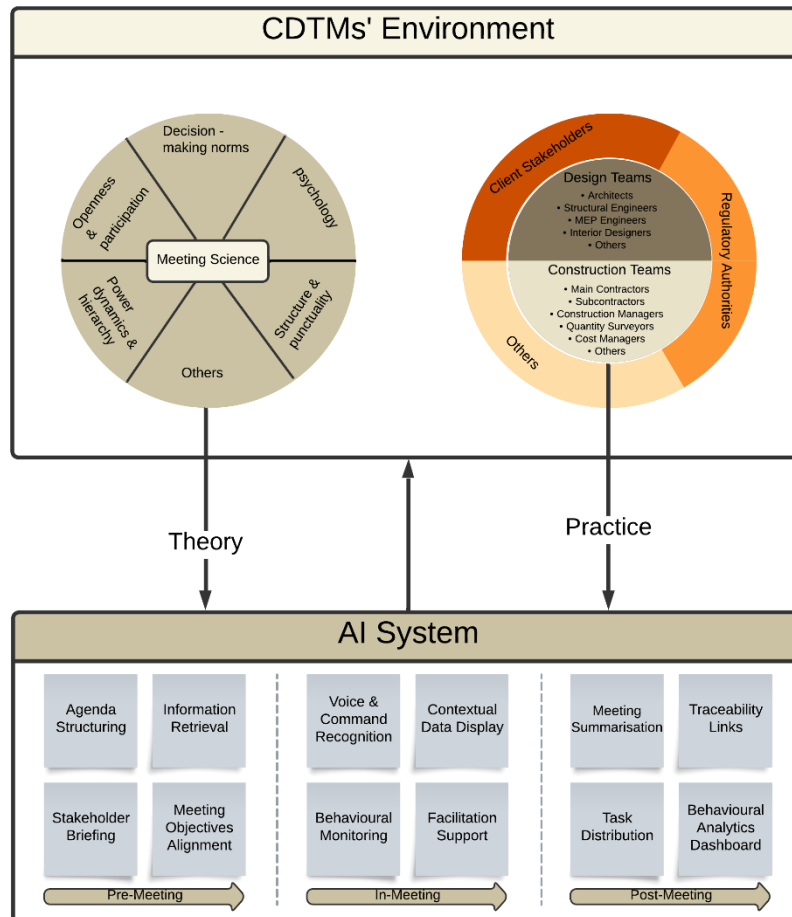 CDTMs' Environment
Decision -
making norms
psychology
Structure &
punctuality
Others
Power
dynamics &
hierarchy
Openness
&
participation
Meeting Science
Client Stakeholders
Regulatory Authorities
Others
Design Teams
• Architects
• Structural Engineers
• MEP Engineers
• Interior Designers
• Others
Construction Teams
• Main Contractors
• Subcontractors
• Construction Managers
• Quantity Surveyors
• Cost Managers
• Others
Theory
Practice
AI System
Agenda
Structuring
Information
Retrieval
Stakeholder
Briefing
Meeting
Objectives
Alignment
Pre-Meeting
Voice &
Command
Recognition
Contextual
Data Display
Behavioural
Monitoring
Facilitation
Support
In-Meeting
Meeting
Summarisation
Traceability
Links
Task
Distribution
Behavioural
Analytics
Dashboard
Post-Meeting